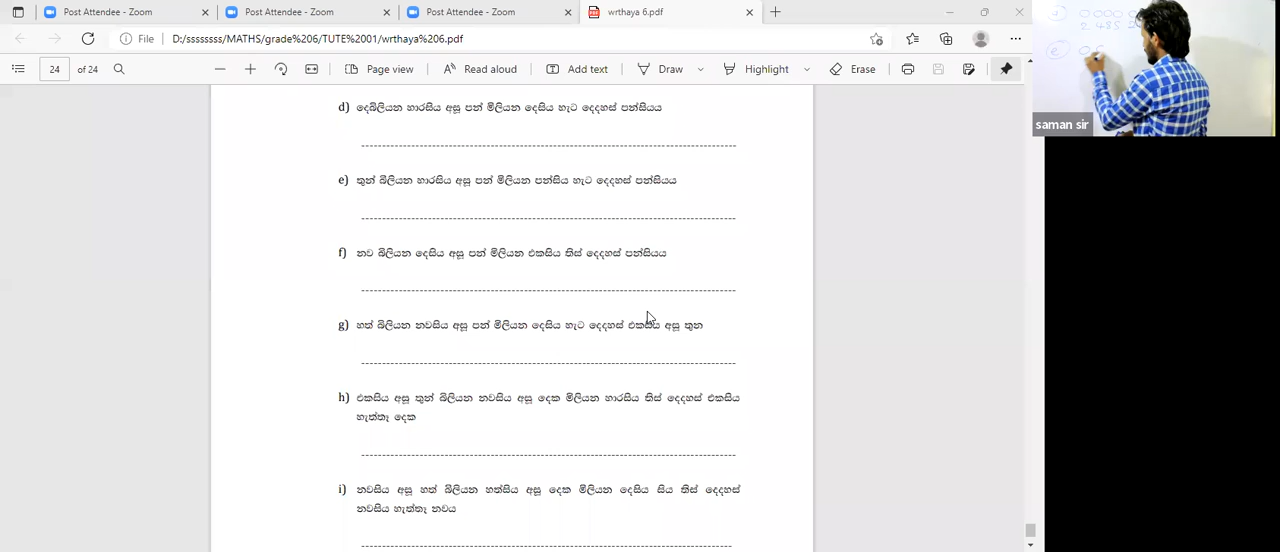 Post Attendee - Zoom
Post Attendee - Zoom
Post Attendee - Zoom
wrthaya 6.pdf
File
D:/ssssssss/MATHS/grade%206/TUTE%2001/wrthaya%206.pdf
24 of 24
Page view
Read aloud
Add text
Draw
Highlight
Erase
saman sir
d) දෙබිලියන හාරසිය අසූ පන් මිලියන දෙසිය හැට දෙදහස් පන්සියය
e) තුන් බිලියන හාරසිය අසූ පන් මිලියන පන්සිය හැට දෙදහස් පන්සියය
f) නව බිලියන දෙසිය අසූ පන් මිලියන එකසිය තිස් දෙදහස් පන්සියය
g) හත් බිලියන නවසිය අසූ පන් මිලියන දෙසිය හැට දෙදහස් එකසිය අසූ තුන
h) එකසිය අසූ තුන් බිලියන නවසිය අසූ දෙක මිලියන හාරසිය තිස් දෙදහස් එකසිය
හැත්තෑ දෙක
i) නවසිය අසූ හත් බිලියන හත්සිය අසූ දෙක මිලියන දෙසිය සිය තිස් දෙදහස්
නවසිය හැත්තෑ නවය